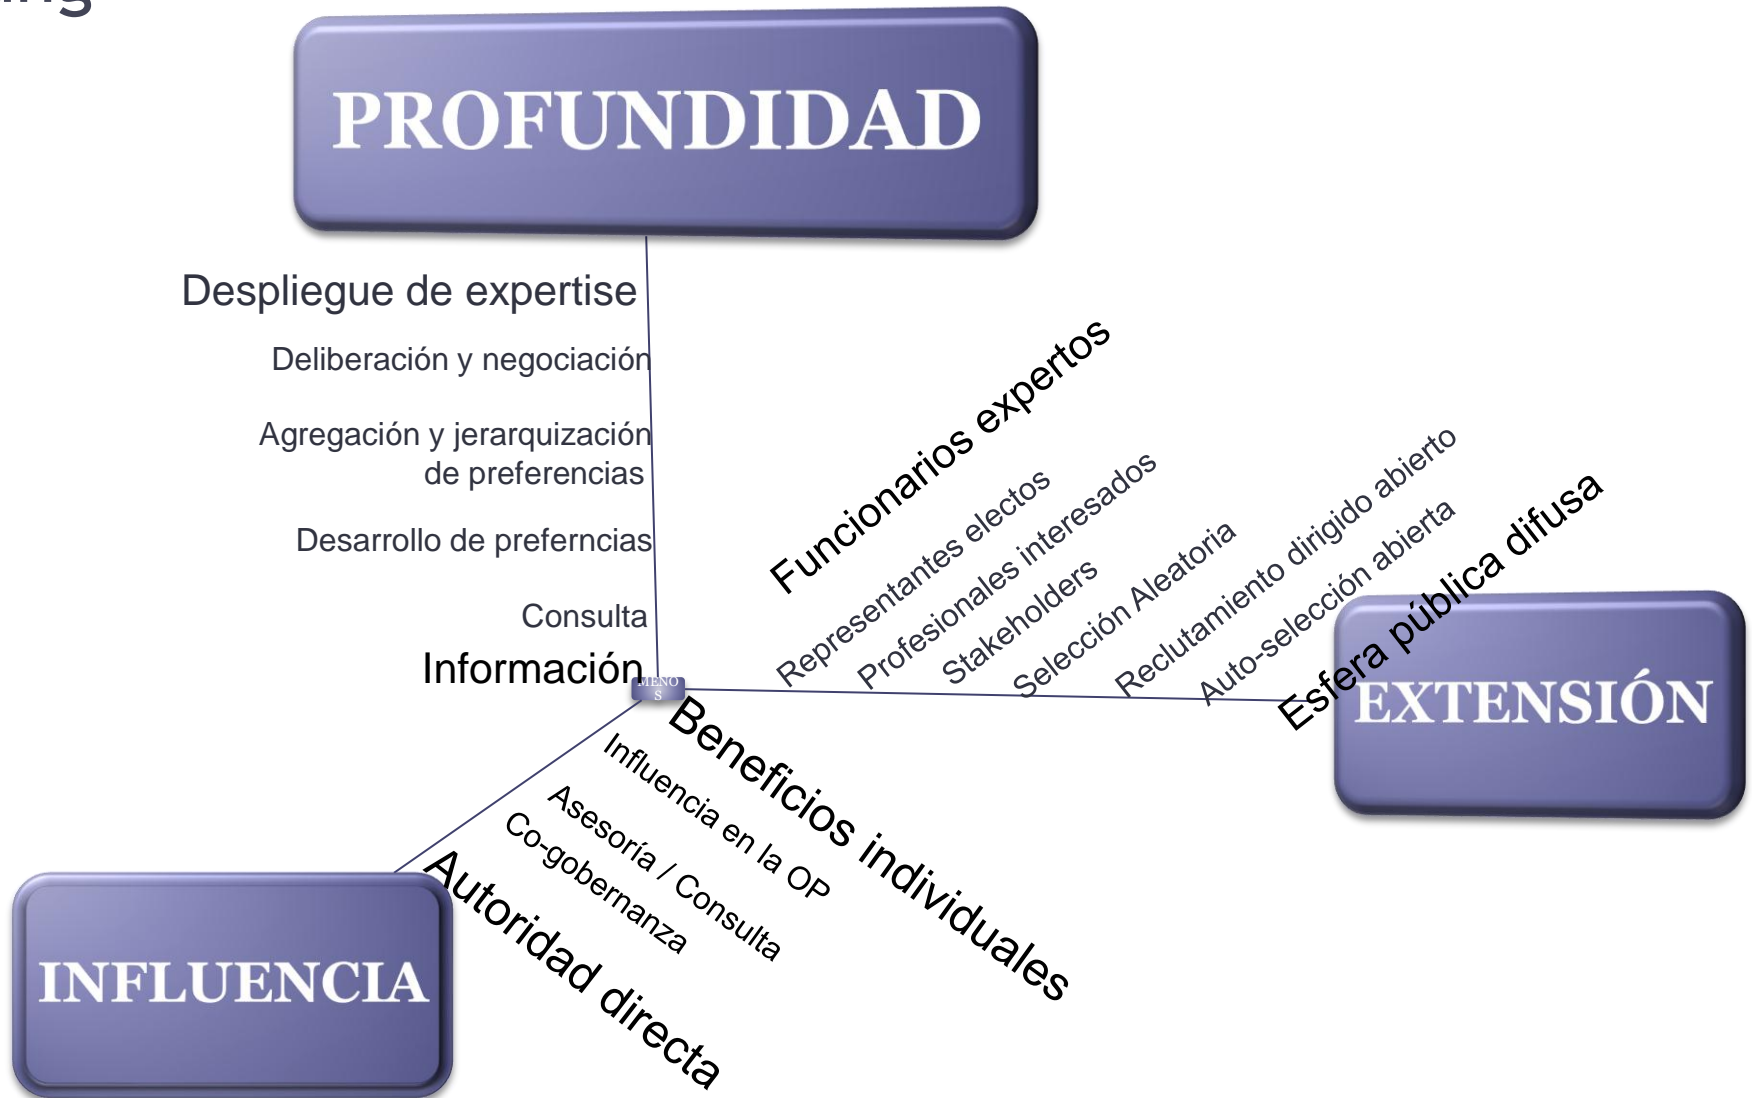 PROFUNDIDAD
Despliegue de expertise
Deliberación y negociación
Agregación y jerarquización
de preferencias
Desarrollo de preferncias
Consulta
Información
MENO
S
Funcionarios expertos
Representantes electos
Profesionales interesados
Stakeholders
Selección Aleatoria
Reclutamiento dirigido abierto
Auto-selección abierta
Esfera pública difusa
EXTENSIÓN
Beneficios individuales
Influencia en la OP
Asesoría / Consulta
Co-gobernanza
Autoridad directa
INFLUENCIA